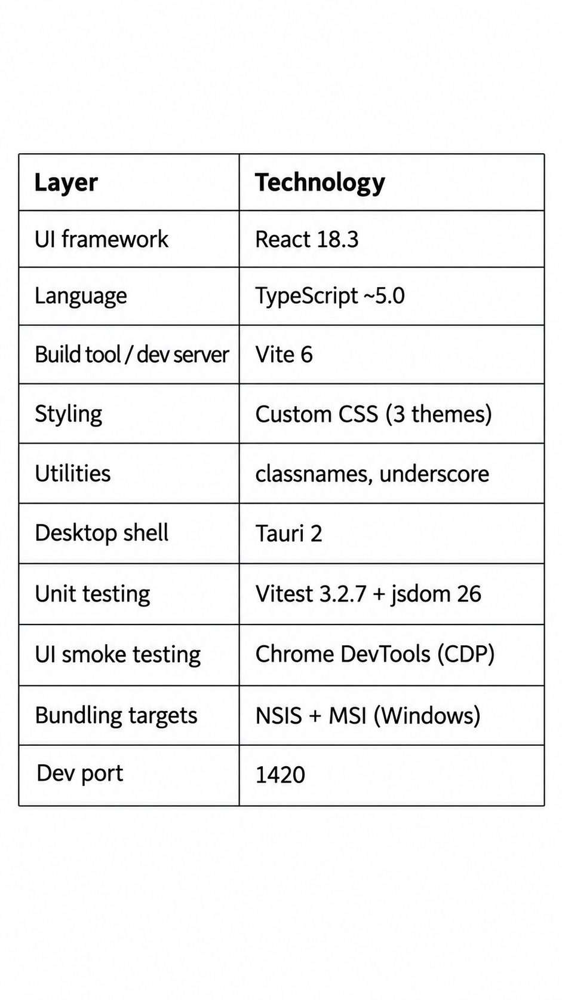 Layer Technology
UI framework React 18.3
Language TypeScript ~5.0
Build tool / dev server Vite 6
Styling Custom CSS (3 themes)
Utilities classnames, underscore
Desktop shell Tauri 2
Unit testing Vitest 3.2.7 + jsdom 26
UI smoke testing Chrome DevTools (CDP)
Bundling targets NSIS + MSI (Windows)
Dev port 1420